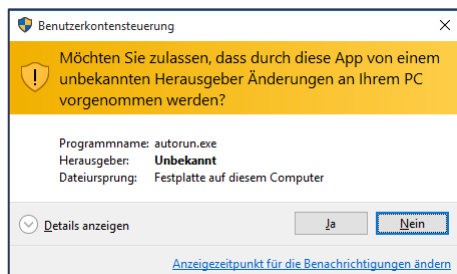 Benutzerkontensteuerung
Möchten Sie zulassen, dass durch diese App von einem
unbekannten Herausgeber Änderungen an Ihrem PC
vorgenommen werden?
Programmname: autorun.exe
Herausgeber: Unbekannt
Dateiursprung: Festplatte auf diesem Computer
Details anzeigen Ja Nein
Anzeigezeitpunkt für die Benachrichtigungen ändern